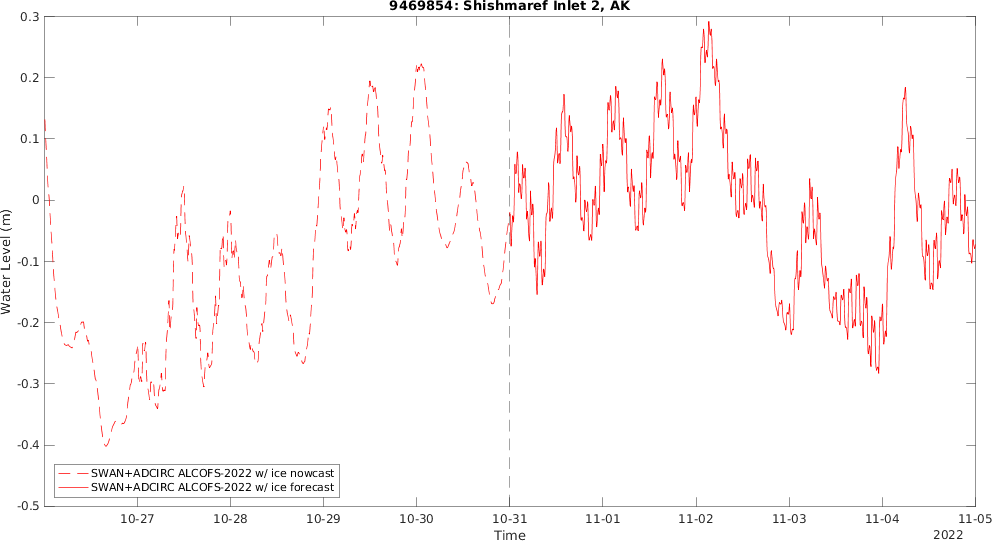 9469854: Shishmaref Inlet 2, AK
0.3
0.2
0.1
0
-0.1
-0.2
-0.3
-0.4
-0.5
Water Level (m)
SWAN+ADCIRC ALCOFS-2022 w/ ice nowcast
SWAN+ADCIRC ALCOFS-2022 w/ ice forecast
10-27 10-28 10-29 10-30 10-31 11-01 11-02 11-03 11-04 11-05
Time
2022